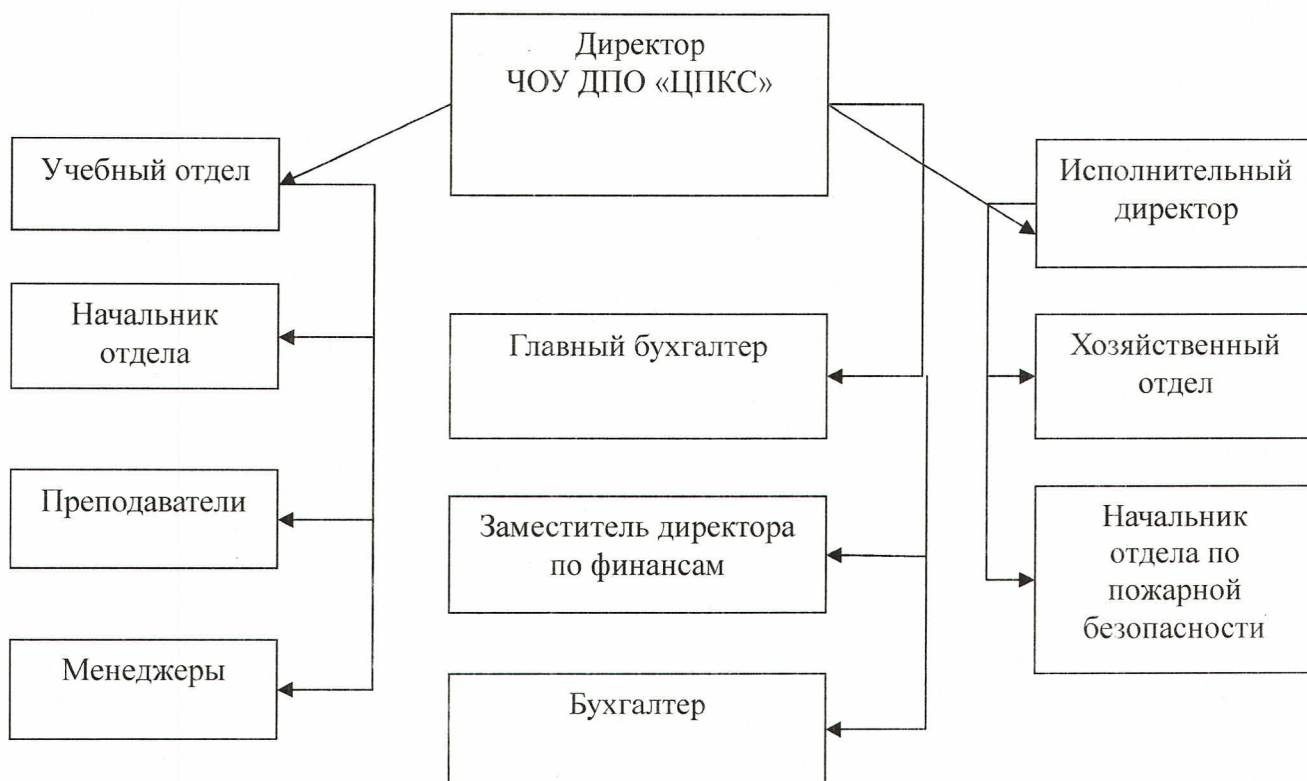 Директор
ЧОУ ДПО «ЦПКС»
Учебный отдел
Начальник
отдела
Преподаватели
Менеджеры
Главный бухгалтер
Заместитель директора
по финансам
Бухгалтер
Исполнительный
директор
Хозяйственный
отдел
Начальник
отдела по
пожарной
безопасности